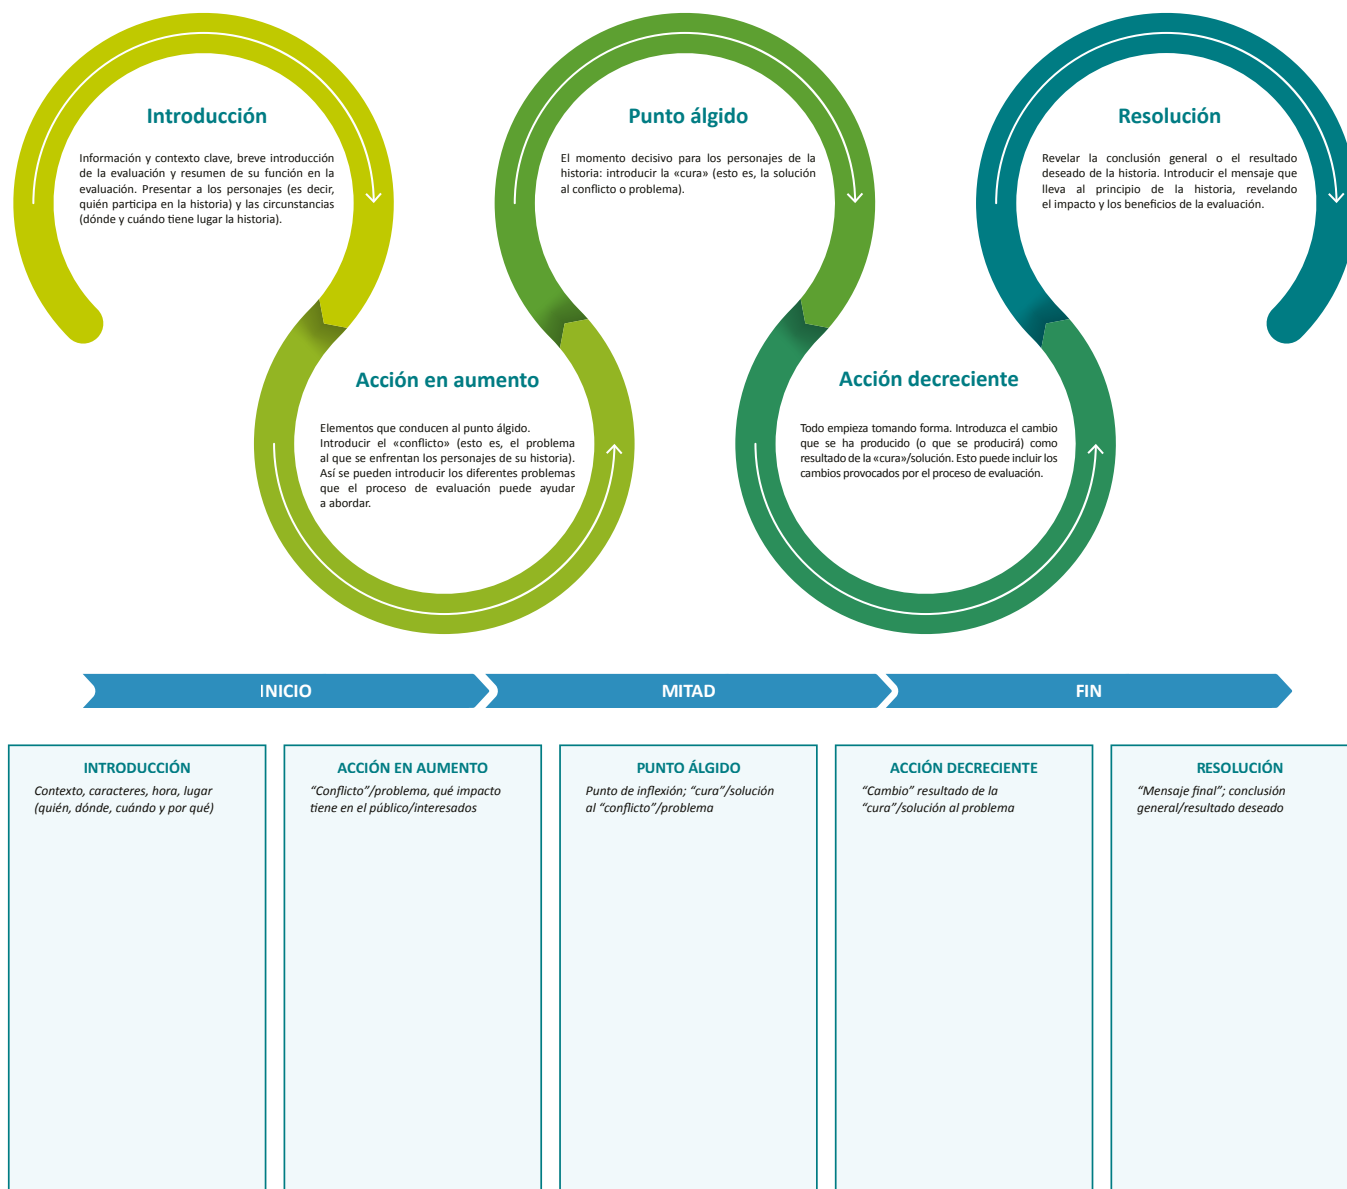 Introducción
Información y contexto clave, breve introducción
de la evaluación y resumen de su función en la
evaluación. Presentar a los personajes (es decir,
quién participa en la historia) y las circunstancias
(dónde y cuándo tiene lugar la historia).
Punto álgido
El momento decisivo para los personajes de la
historia: introducir la «cura» (esto es, la solución
al conflicto o problema).
Resolución
Revelar la conclusión general o el resultado
deseado de la historia. Introducir el mensaje que
lleva al principio de la historia, revelando
el impacto y los beneficios de la evaluación.
Acción en aumento
Elementos que conducen al punto álgido.
Introducir el «conflicto» (esto es, el problema
al que se enfrentan los personajes de su historia).
Así se pueden introducir los diferentes problemas
que el proceso de evaluación puede ayudar
a abordar.
Acción decreciente
Todo empieza tomando forma. Introduzca el cambio
que se ha producido (o que se producirá) como
resultado de la «cura»/solución. Esto puede incluir los
cambios provocados por el proceso de evaluación.
INICIO
MITAD
FIN
INTRODUCCIÓN
Contexto, caracteres, hora, lugar
(quién, dónde, cuándo y por qué)
ACCIÓN EN AUMENTO
“Conflicto”/problema, qué impacto
tiene en el público/interesados
PUNTO ÁLGIDO
Punto de inflexión; “cura”/solución
al “conflicto”/problema
ACCIÓN DECRECIENTE
“Cambio” resultado de la
“cura”/solución al problema
RESOLUCIÓN
“Mensaje final”; conclusión
general/resultado deseado